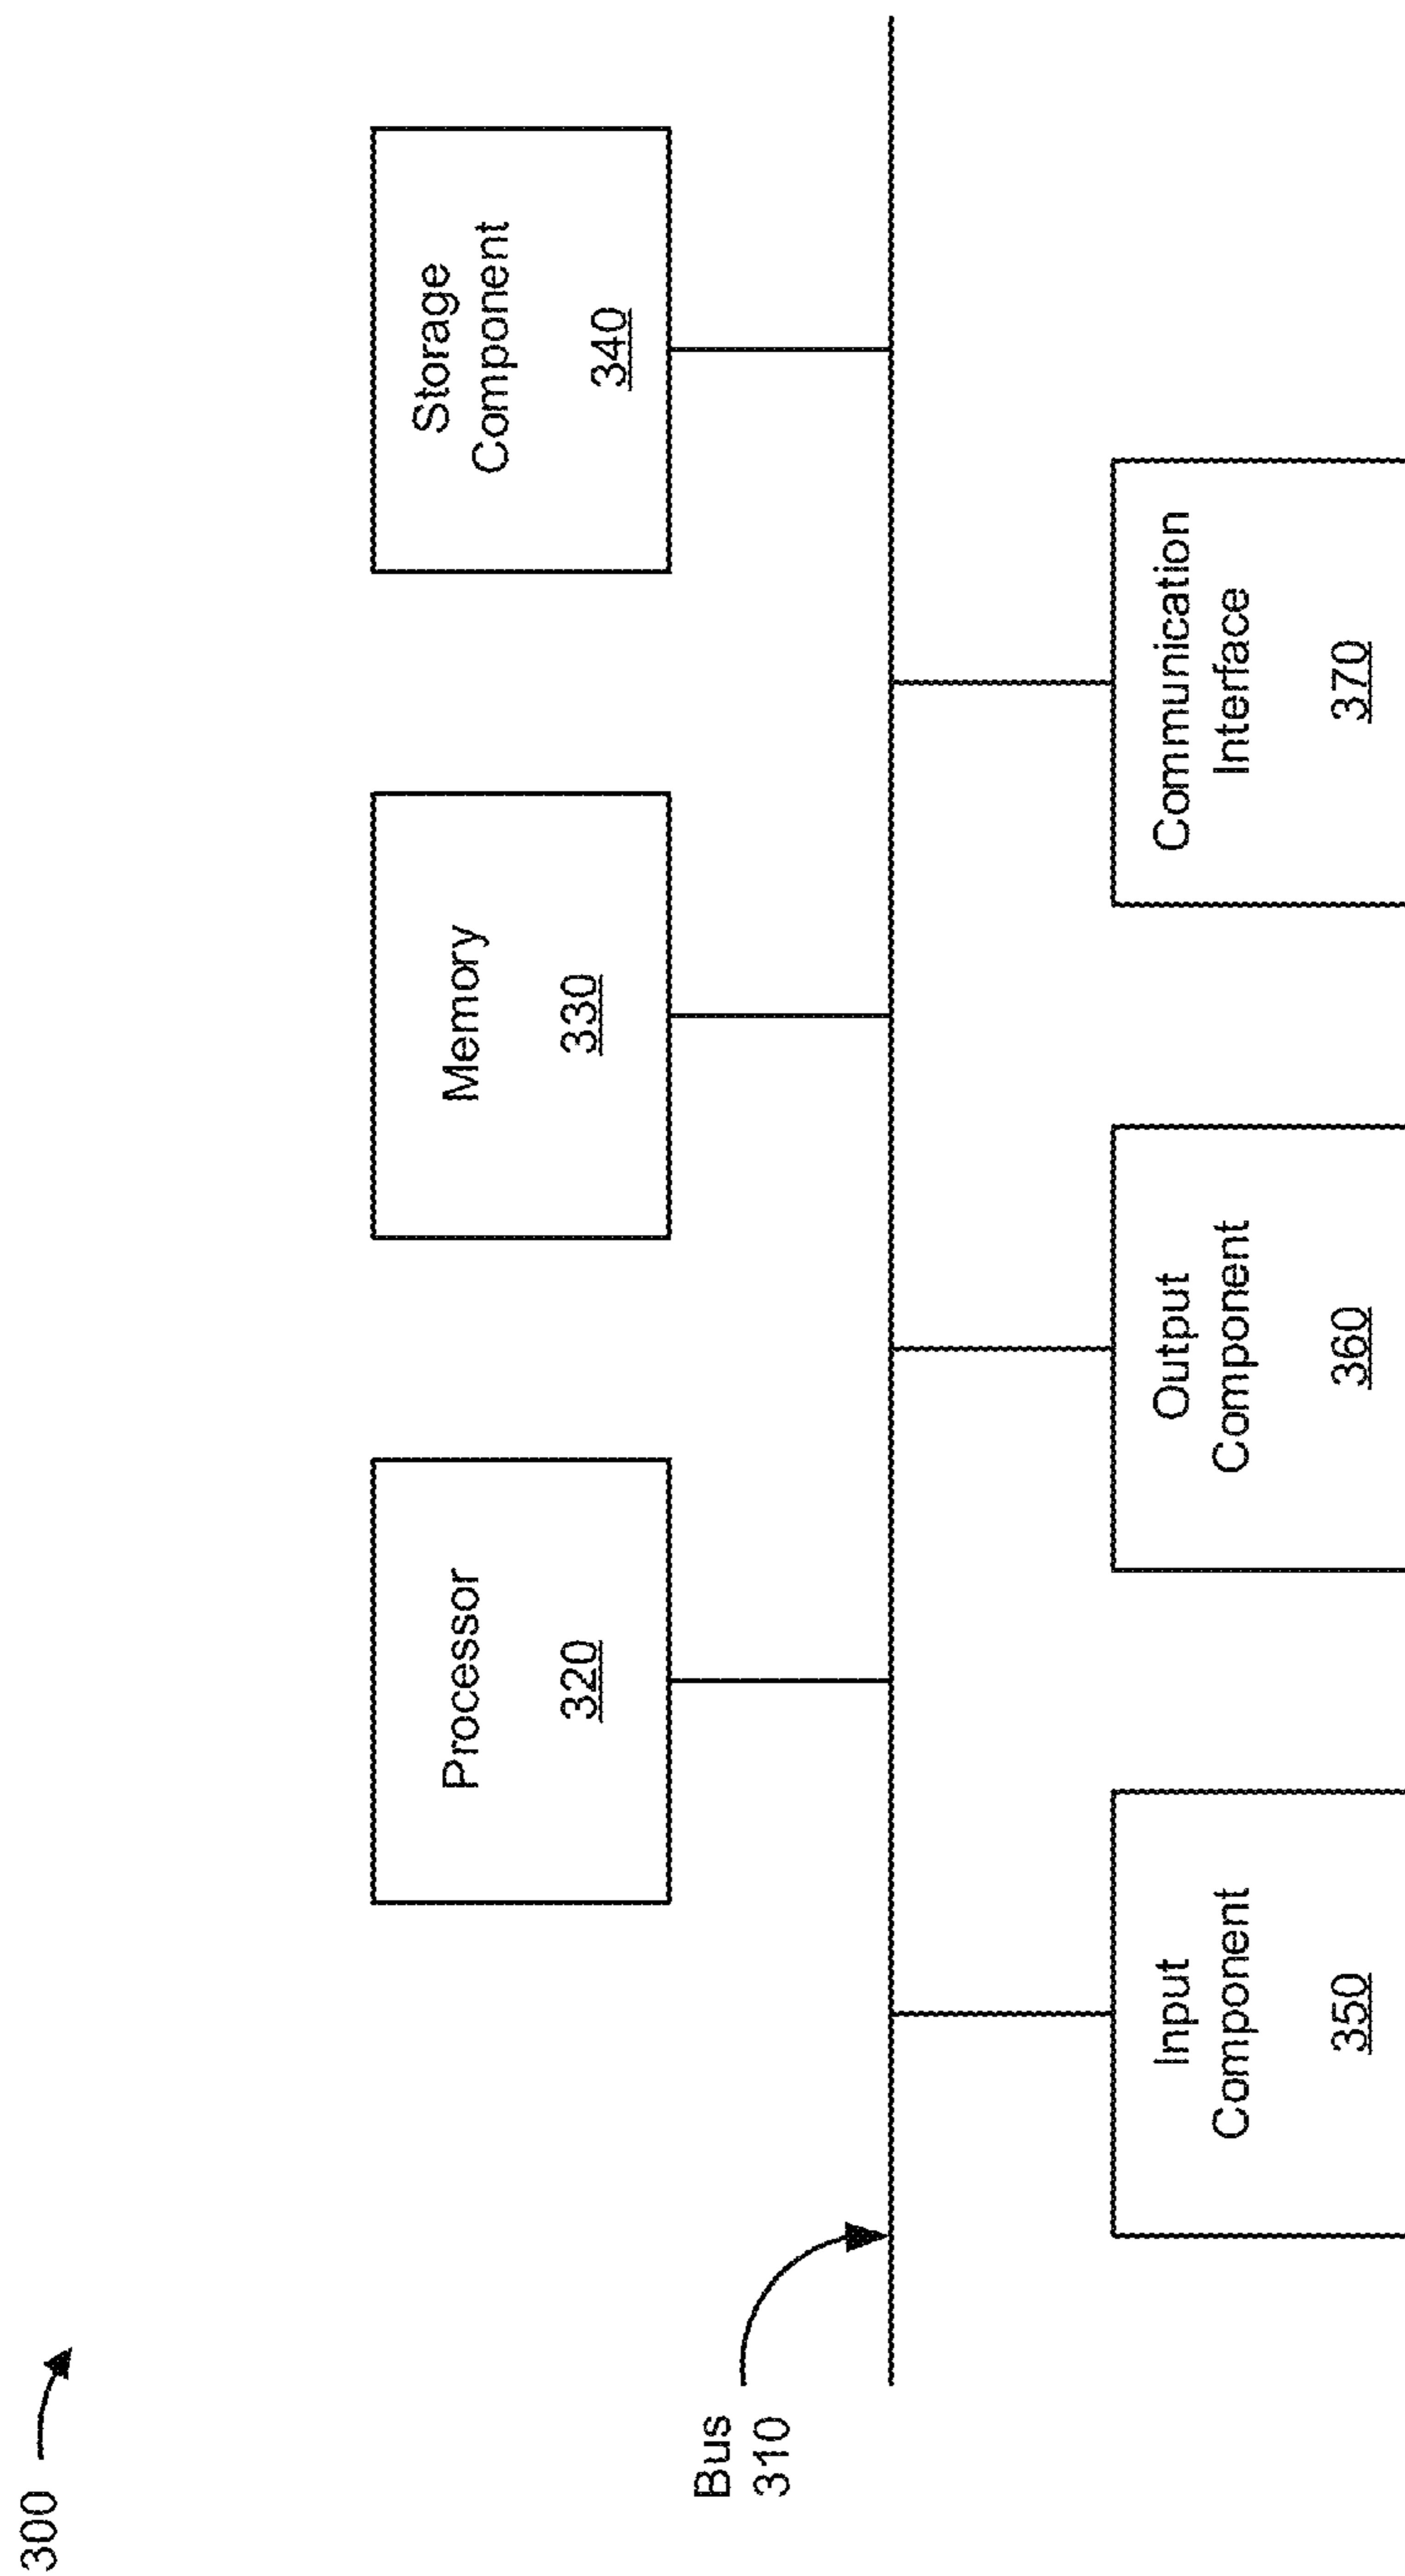 300
Processor
320
Memory
330
Storage
Component
340
Bus
310
Input
Component
350
Output
Component
360
Communication
Interface
370